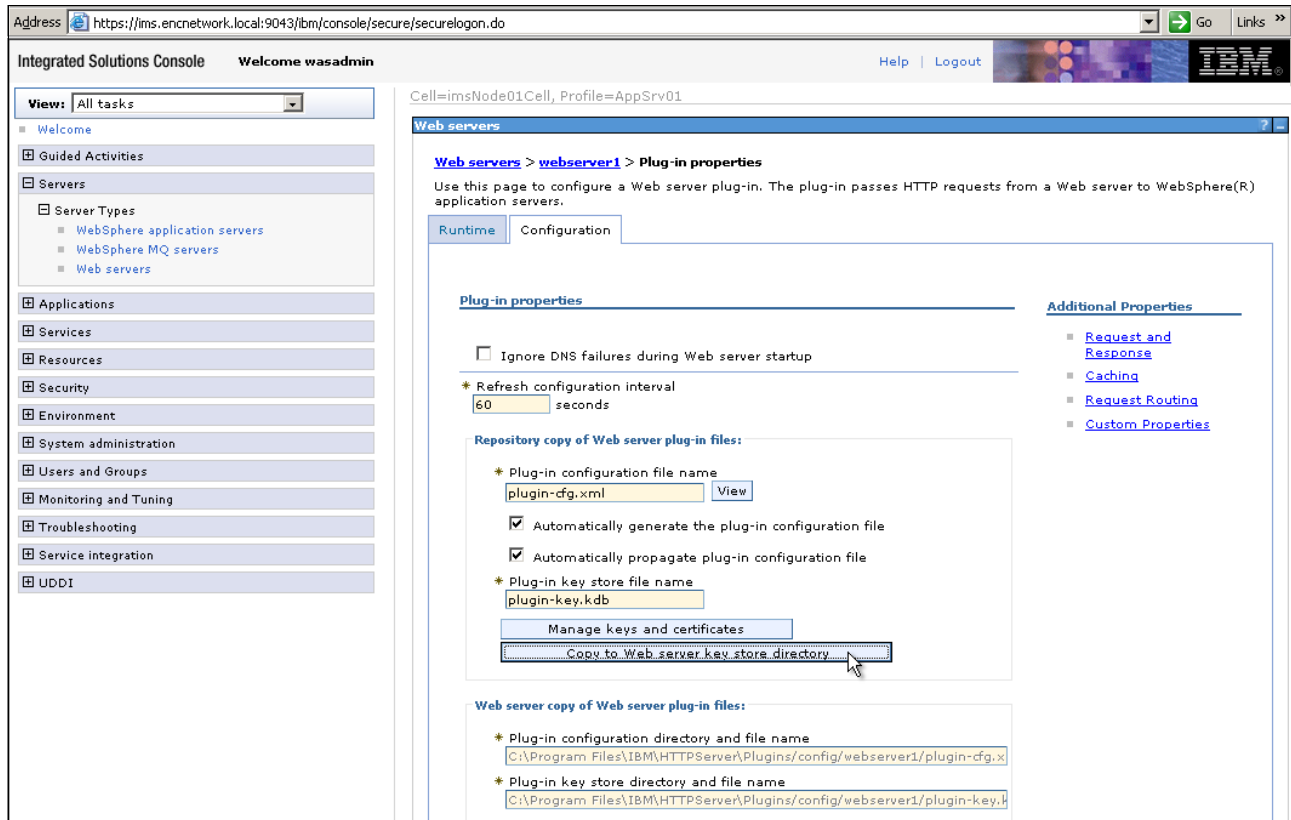 Address https://ims.encnetwork.local:9043/ibm/console/secure/securelogon.do Go Links »
Integrated Solutions Console Welcome wasadmin Help | Logout IBM®
View: All tasks
Welcome
Guided Activities
Servers
Server Types
WebSphere application servers
WebSphere MQ servers
Web servers
Applications
Services
Resources
Security
Environment
System administration
Users and Groups
Monitoring and Tuning
Troubleshooting
Service integration
UDDI
Cell=imsNode01Cell, Profile=AppSrv01
Web servers ? -
Web servers > webserver1 > Plug-in properties
Use this page to configure a Web server plug-in. The plug-in passes HTTP requests from a Web server to WebSphere(R)
application servers.
Runtime Configuration
Plug-in properties
Ignore DNS failures during Web server startup
* Refresh configuration interval
60 seconds
Repository copy of Web server plug-in files:
* Plug-in configuration file name
plugin-cfg.xml View
Automatically generate the plug-in configuration file
Automatically propagate plug-in configuration file
* Plug-in key store file name
plugin-key.kdb
Manage keys and certificates
Copy to Web server key store directory
Web server copy of Web server plug-in files:
* Plug-in configuration directory and file name
C:\Program Files\IBM\HTTPServer\Plugins/config/webserver1/plugin-cfg.x
* Plug-in key store directory and file name
C:\Program Files\IBM\HTTPServer\Plugins/config/webserver1/plugin-key.k
Additional Properties
Request and
Response
Caching
Request Routing
Custom Properties